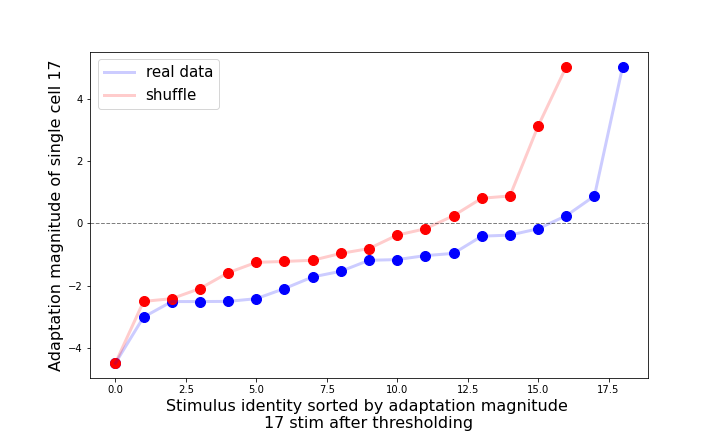 real data
shuffle
Adaptation magnitude of single cell 17
4
2
0
−2
−4
0.0 2.5 5.0 7.5 10.0 12.5 15.0 17.5
Stimulus identity sorted by adaptation magnitude
17 stim after thresholding